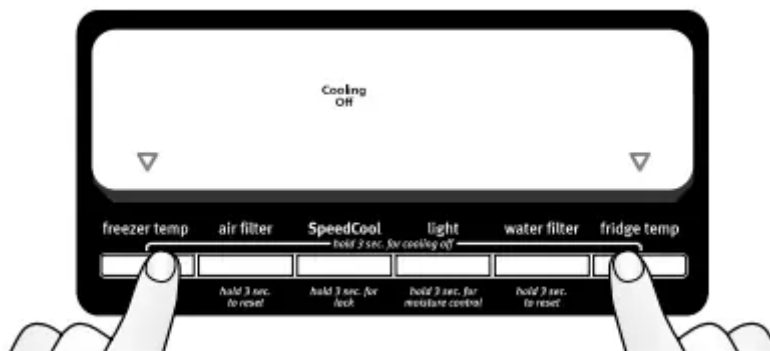 Cooling
Off
freezer temp air filter SpeedCool light water filter fridge temp
hold 3 sec. for cooling off
hold 3 sec. hold 3 sec. for hold 3 sec. for hold 3 sec.
to reset lock moisture control to reset